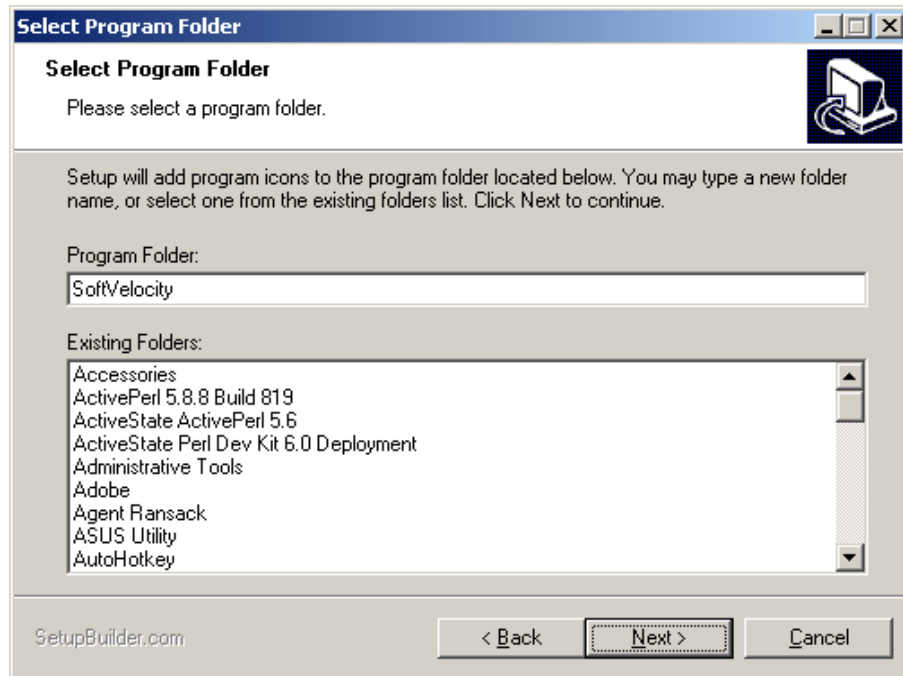 Select Program Folder
Select Program Folder
Please select a program folder.
Setup will add program icons to the program folder located below. You may type a new folder
name, or select one from the existing folders list. Click Next to continue.
Program Folder:
SoftVelocity
Existing Folders:
Accessories
ActivePerl 5.8.8 Build 819
ActiveState ActivePerl 5.6
ActiveState Perl Dev Kit 6.0 Deployment
Administrative Tools
Adobe
Agent Ransack
ASUS Utility
AutoHotkey
SetupBuilder.com
< Back
Next >
Cancel